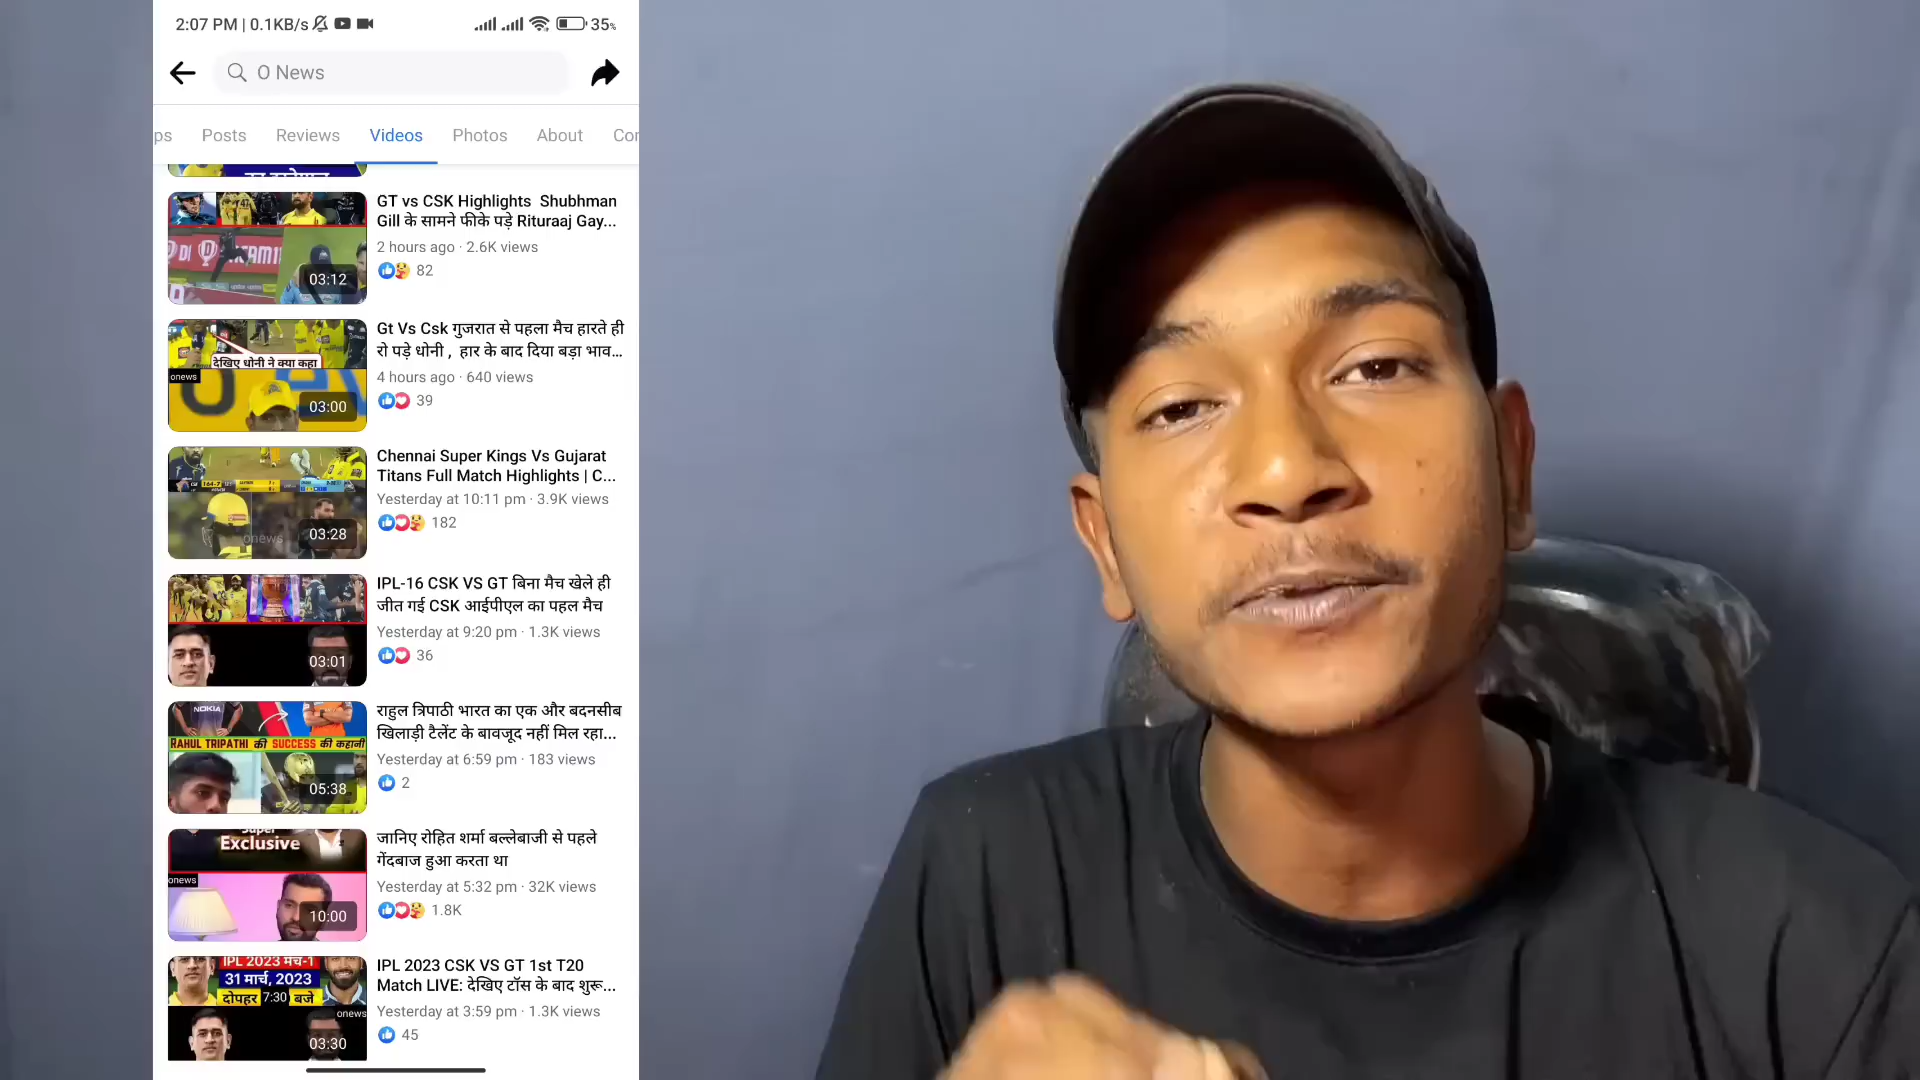 2:07 PM | 0.1KB/s
35%
O News
ps Posts Reviews Videos Photos About Cor
GT vs CSK Highlights Shubhman
Gill के सामने फीके पड़े Rituraaj Gay...
2 hours ago · 2.6K views
82
03:12
Gt Vs Csk गुजरात से पहला मैच हारते ही
रो पड़े धोनी , हार के बाद दिया बड़ा भाव...
4 hours ago · 640 views
39
देखिए धोनी ने क्या कहा
onews
03:00
Chennai Super Kings Vs Gujarat
Titans Full Match Highlights | C...
Yesterday at 10:11 pm · 3.9K views
182
onews
03:28
IPL-16 CSK VS GT बिना मैच खेले ही
जीत गई CSK आईपीएल का पहल मैच
Yesterday at 9:20 pm · 1.3K views
36
03:01
राहुल त्रिपाठी भारत का एक और बदनसीब
खिलाड़ी टैलेंट के बावजूद नहीं मिल रहा...
Yesterday at 6:59 pm · 183 views
2
NOKIA
RAHUL TRIPATHI की SUCCESS की कहानी
05:38
जानिए रोहित शर्मा बल्लेबाजी से पहले
गेंदबाज हुआ करता था
Yesterday at 5:32 pm · 32K views
1.8K
Super
Exclusive
onews
10:00
IPL 2023 CSK VS GT 1st T20
Match LIVE: देखिए टॉस के बाद शुरू...
Yesterday at 3:59 pm · 1.3K views
45
IPL 2023 मैच-1
31 मार्च, 2023
दोपहर 7:30 बजे
onews
03:30